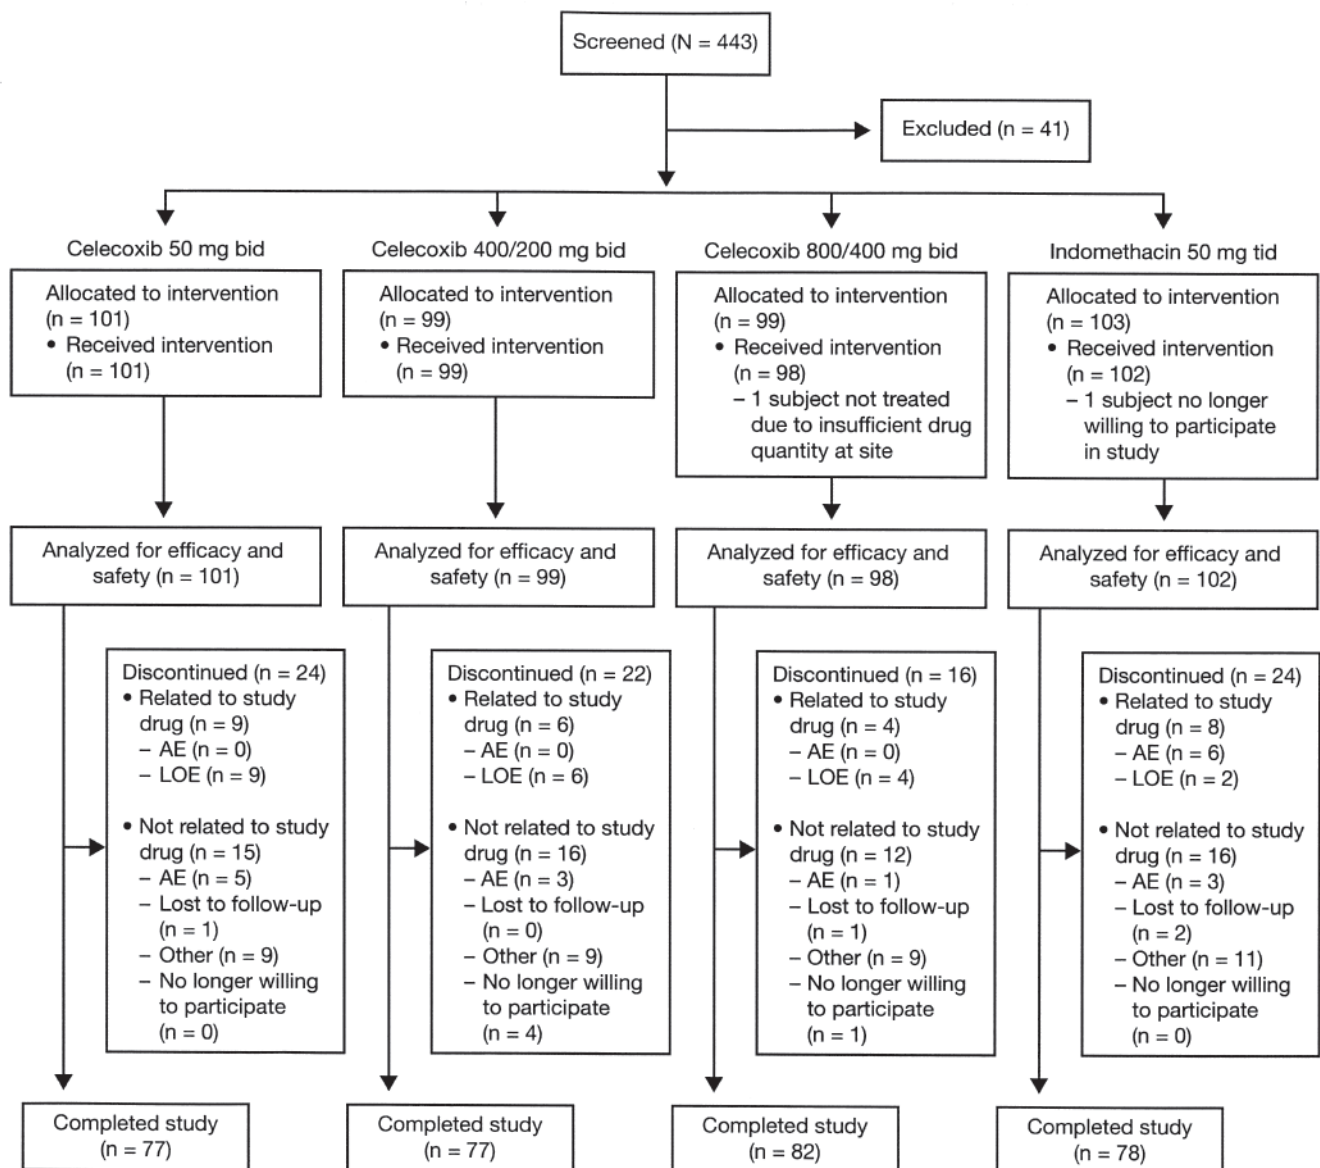 Screened (N = 443)
Excluded (n = 41)
Celecoxib 50 mg bid
Allocated to intervention
(n = 101)
• Received intervention
(n = 101)
Analyzed for efficacy and
safety (n = 101)
Discontinued (n = 24)
• Related to study
drug (n = 9)
– AE (n = 0)
– LOE (n = 9)
• Not related to study
drug (n = 15)
– AE (n = 5)
– Lost to follow-up
(n = 1)
– Other (n = 9)
– No longer willing
to participate
(n = 0)
Completed study
(n = 77)
Celecoxib 400/200 mg bid
Allocated to intervention
(n = 99)
• Received intervention
(n = 99)
Analyzed for efficacy and
safety (n = 99)
Discontinued (n = 22)
• Related to study
drug (n = 6)
– AE (n = 0)
– LOE (n = 6)
• Not related to study
drug (n = 16)
– AE (n = 3)
– Lost to follow-up
(n = 0)
– Other (n = 9)
– No longer willing
to participate
(n = 4)
Completed study
(n = 77)
Celecoxib 800/400 mg bid
Allocated to intervention
(n = 99)
• Received intervention
(n = 98)
– 1 subject not treated
due to insufficient drug
quantity at site
Analyzed for efficacy and
safety (n = 98)
Discontinued (n = 16)
• Related to study
drug (n = 4)
– AE (n = 0)
– LOE (n = 4)
• Not related to study
drug (n = 12)
– AE (n = 1)
– Lost to follow-up
(n = 1)
– Other (n = 9)
– No longer willing
to participate
(n = 1)
Completed study
(n = 82)
Indomethacin 50 mg tid
Allocated to intervention
(n = 103)
• Received intervention
(n = 102)
– 1 subject no longer
willing to participate
in study
Analyzed for efficacy and
safety (n = 102)
Discontinued (n = 24)
• Related to study
drug (n = 8)
– AE (n = 6)
– LOE (n = 2)
• Not related to study
drug (n = 16)
– AE (n = 3)
– Lost to follow-up
(n = 2)
– Other (n = 11)
– No longer willing
to participate
(n = 0)
Completed study
(n = 78)